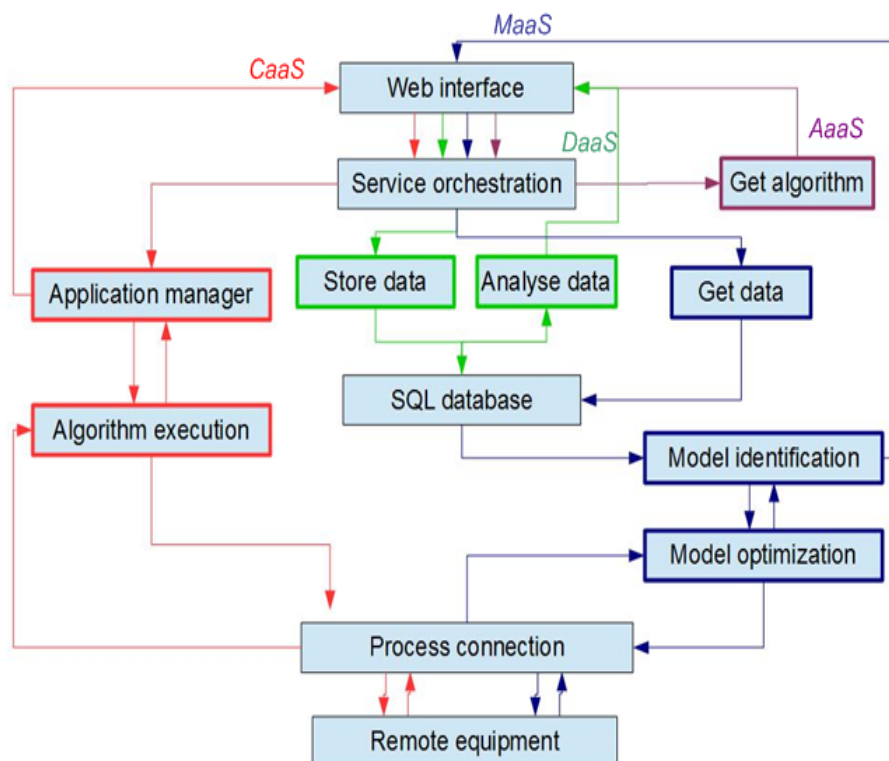 MaaS
CaaS
Web interface
DaaS
AaaS
Service orchestration
Get algorithm
Application manager
Store data
Analyse data
Get data
SQL database
Algorithm execution
Model identification
Model optimization
Process connection
Remote equipment